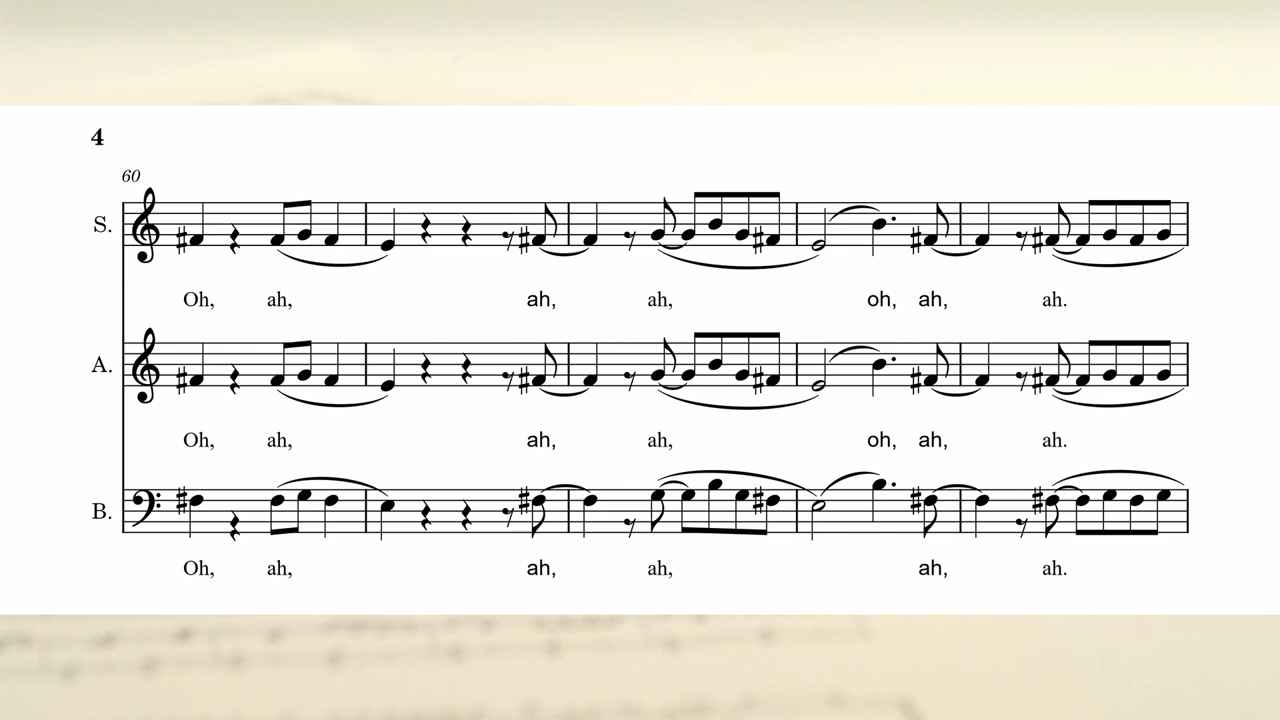 4
60
S.
Oh, ah, ah, ah, oh, ah, ah.
A.
Oh, ah, ah, ah, oh, ah, ah.
B.
Oh, ah, ah, ah, ah, ah.